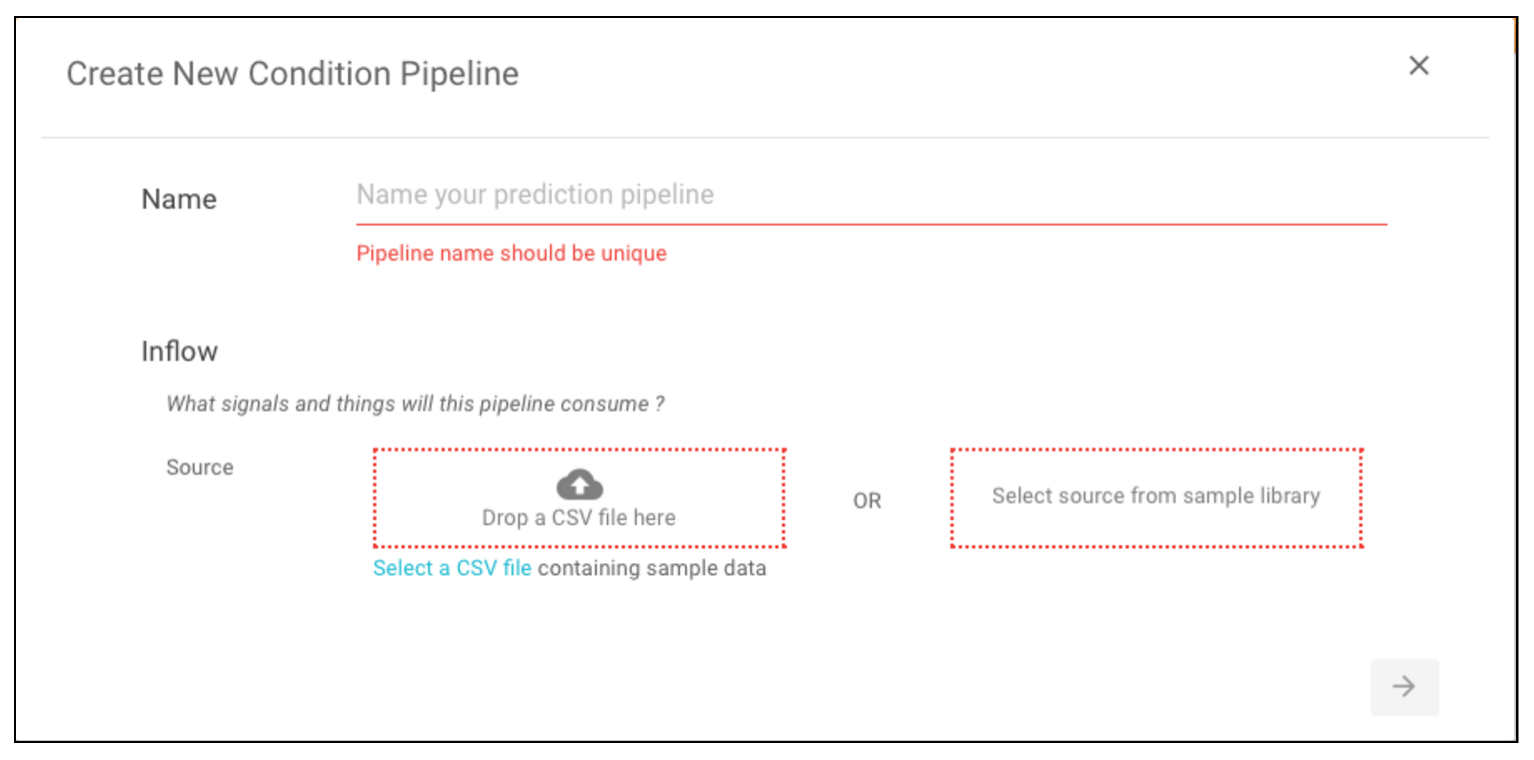 Create New Condition Pipeline
Name
Name your prediction pipeline
Pipeline name should be unique
Inflow
What signals and things will this pipeline consume ?
Source
Drop a CSV file here
OR
Select source from sample library
Select a CSV file containing sample data